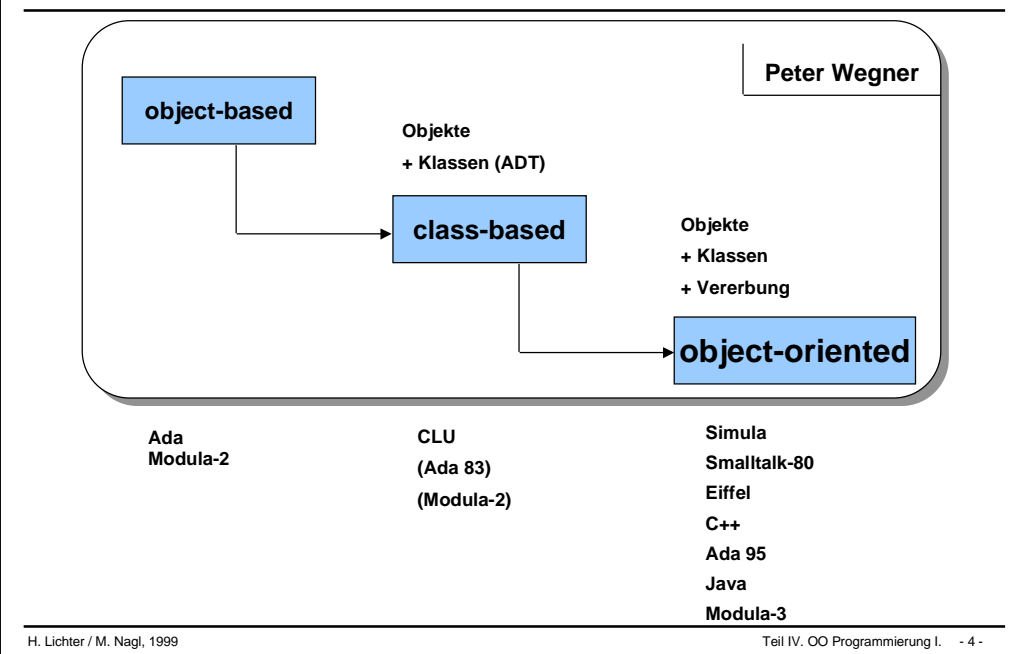 Peter Wegner
object-based
Objekte
+ Klassen (ADT)
class-based
Objekte
+ Klassen
+ Vererbung
object-oriented
Ada
Modula-2
CLU
(Ada 83)
(Modula-2)
Simula
Smalltalk-80
Eiffel
C++
Ada 95
Java
Modula-3
H. Lichter / M. Nagl, 1999
Teil IV. OO Programmierung I. - 4 -